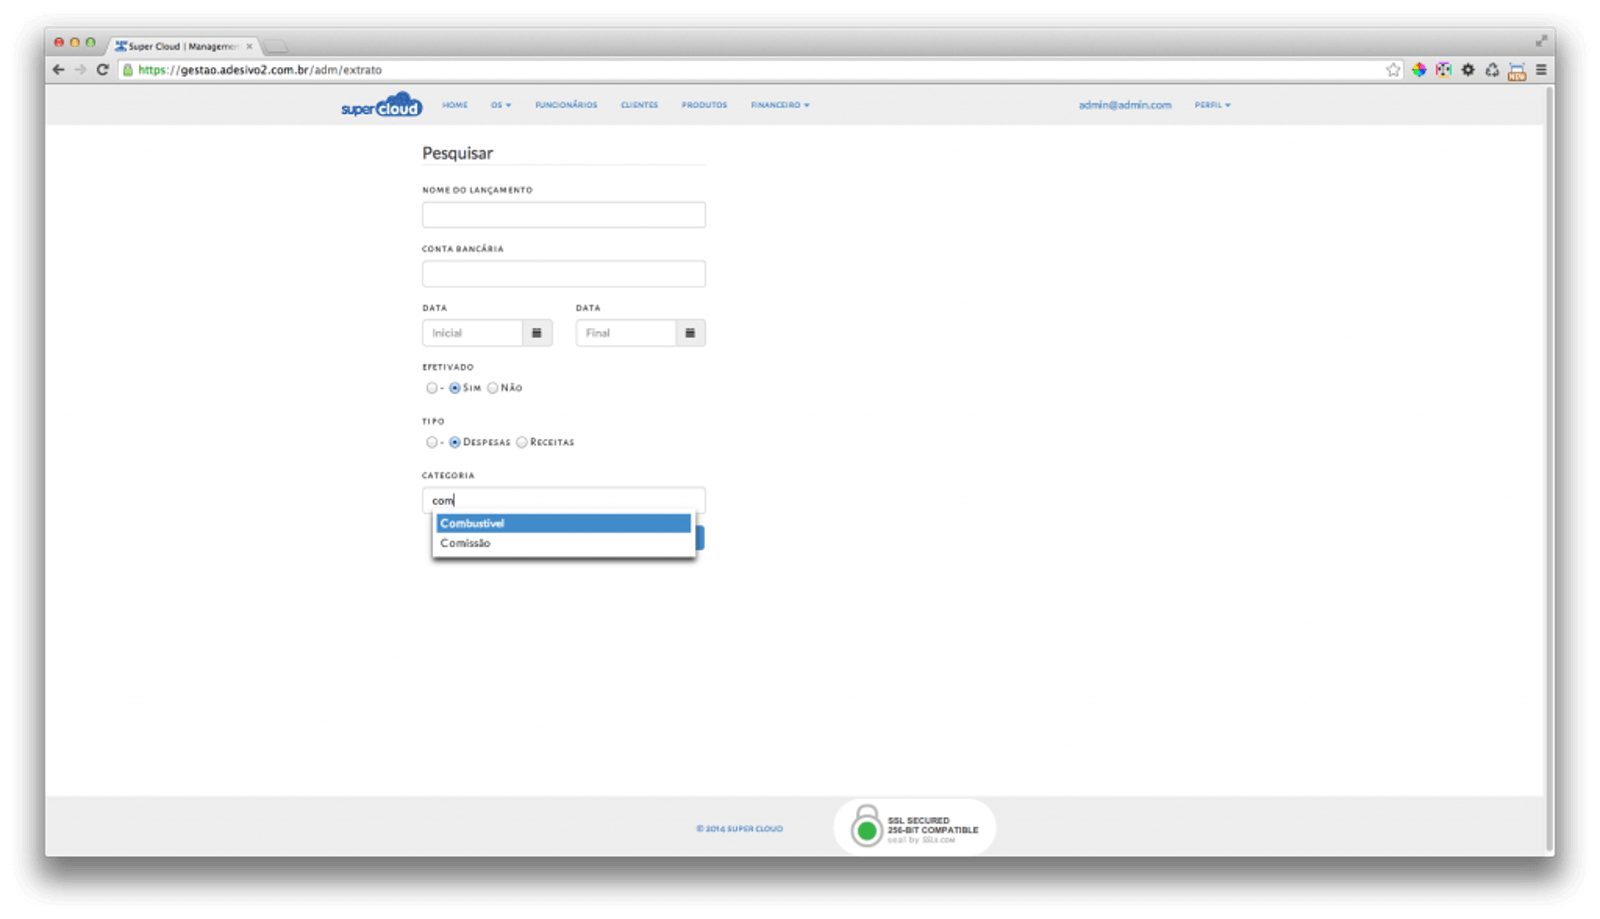 Super Cloud | Managemen
https://gestao.adesivo2.com.br/adm/extrato
super cloud HOME OS FUNCIONÁRIOS CLIENTES PRODUTOS FINANCEIRO admin@admin.com PERFIL
Pesquisar
NOME DO LANÇAMENTO
CONTA BANCÁRIA
DATA DATA
Inicial Final
EFETIVADO
- SIM NÃO
TIPO
- DESPESAS RECEITAS
CATEGORIA
com
Combustível
Comissão
© 2014 SUPER CLOUD
SSL SECURED
256-BIT COMPATIBLE
seal by SSLs.com